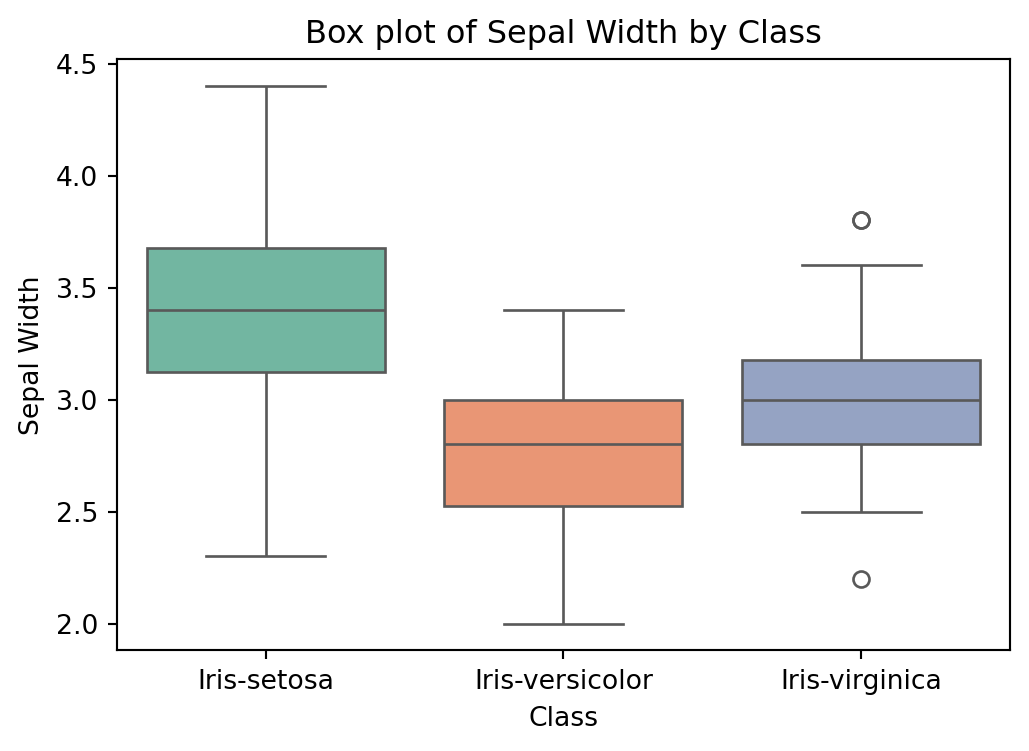 Box plot of Sepal Width by Class
4.5
4.0
3.5
3.0
2.5
2.0
Sepal Width
Iris-setosa
Iris-versicolor
Iris-virginica
Class